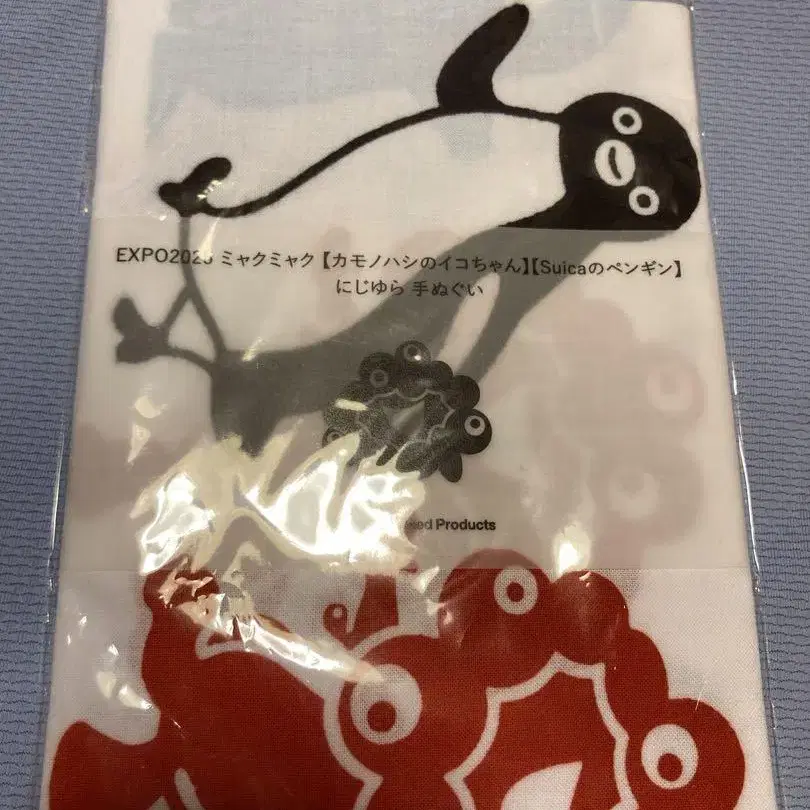 EXPO2025 ミャクミャク【カモノハシのイコちゃん】【Suicaのペンギン】
にじゆら 手ぬぐい
Products